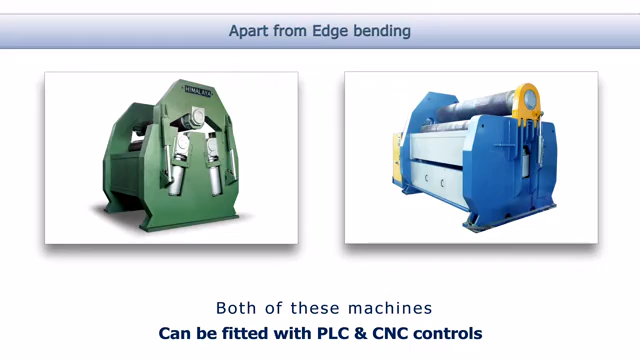 Apart from Edge bending
HIMALAYA
Both of these machines
Can be fitted with PLC & CNC controls